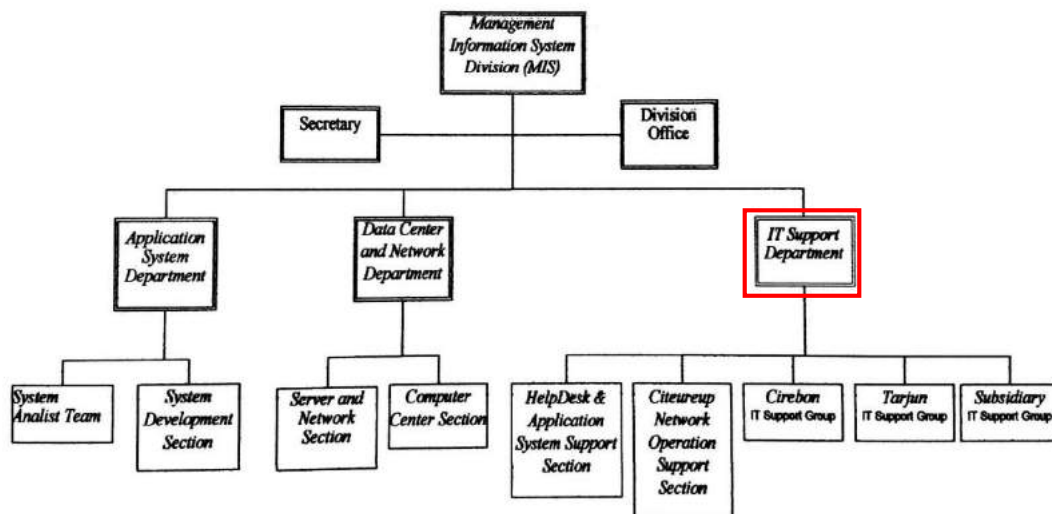 Management
Information System
Division (MIS)
Secretary
Division
Office
Application
System
Department
Data Center
and Network
Department
IT Support
Department
System
Analist Team
System
Development
Section
Server and
Network
Section
Computer
Center Section
HelpDesk &
Application
System Support
Section
Citeureup
Network
Operation
Support
Section
Cirebon
IT Support Group
Tarjun
IT Support Group
Subsidiary
IT Support Group